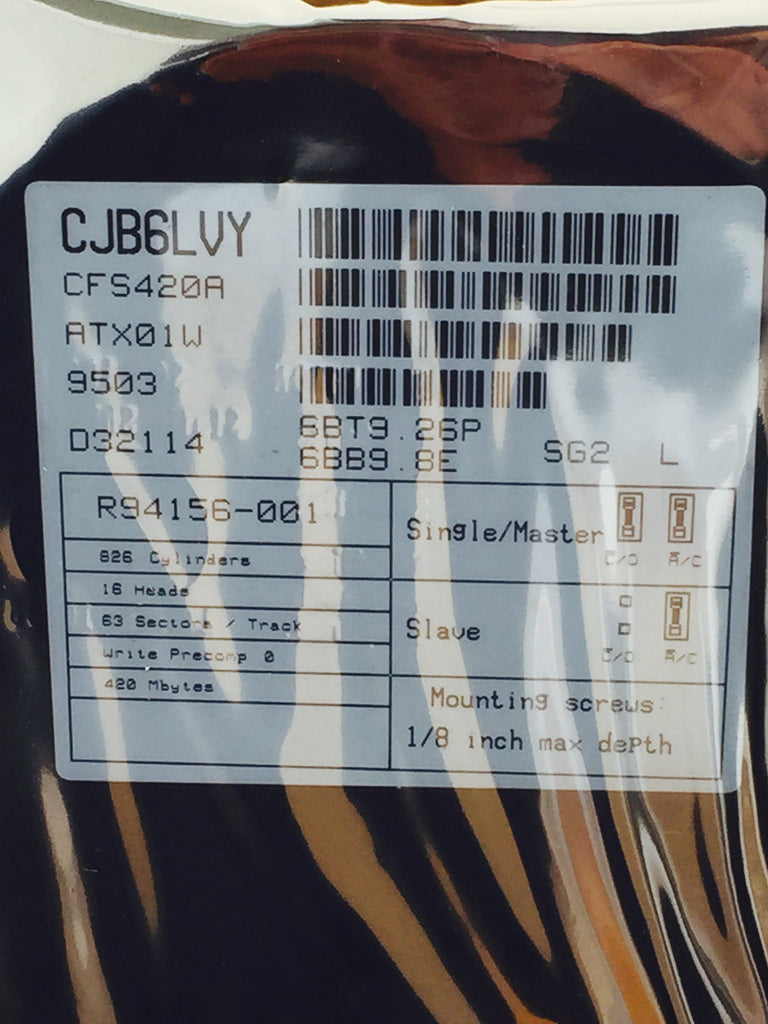 CJB6LVY
CFS420A
ATX01W
9503
D32114
6BT9.26P
6BB9.8E
SG2 L
R94156-001
826 Cylinders
16 Heads
63 Sectors / Track
Write Precomp 0
420 Mbytes
Single/Master
C/D A/C
Slave
C/D A/C
Mounting screws:
1/8 inch max depth